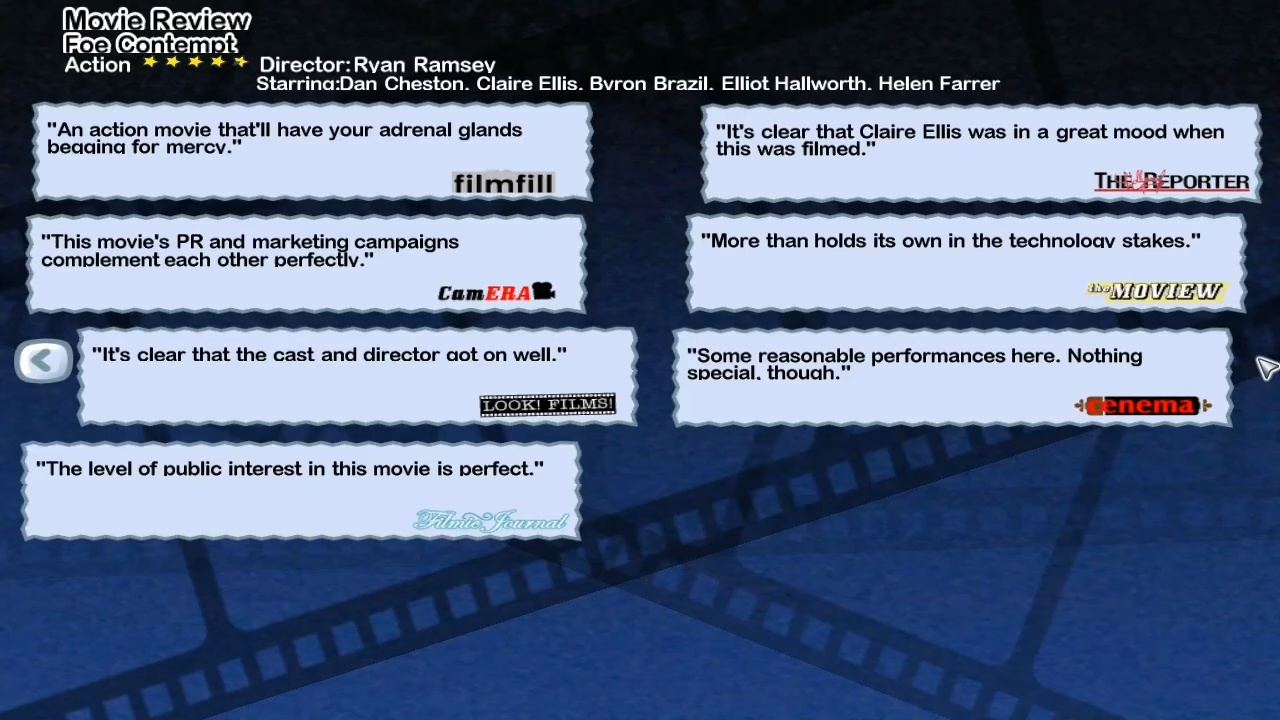 Movie Review
Foe Contempt
Action Director:Ryan Ramsey
Starring:Dan Cheston, Claire Ellis, Byron Brazil, Elliot Hallworth, Helen Farrer
"An action movie that'll have your adrenal glands
begging for mercy."
filmfill
"It's clear that Claire Ellis was in a great mood when
this was filmed."
THE REPORTER
"This movie's PR and marketing campaigns
complement each other perfectly."
CamERA
"More than holds its own in the technology stakes."
the MOVIEW
"It's clear that the cast and director got on well."
LOOK! FILMS!
"Some reasonable performances here. Nothing
special, though."
cenema
"The level of public interest in this movie is perfect."
Filmic Journal